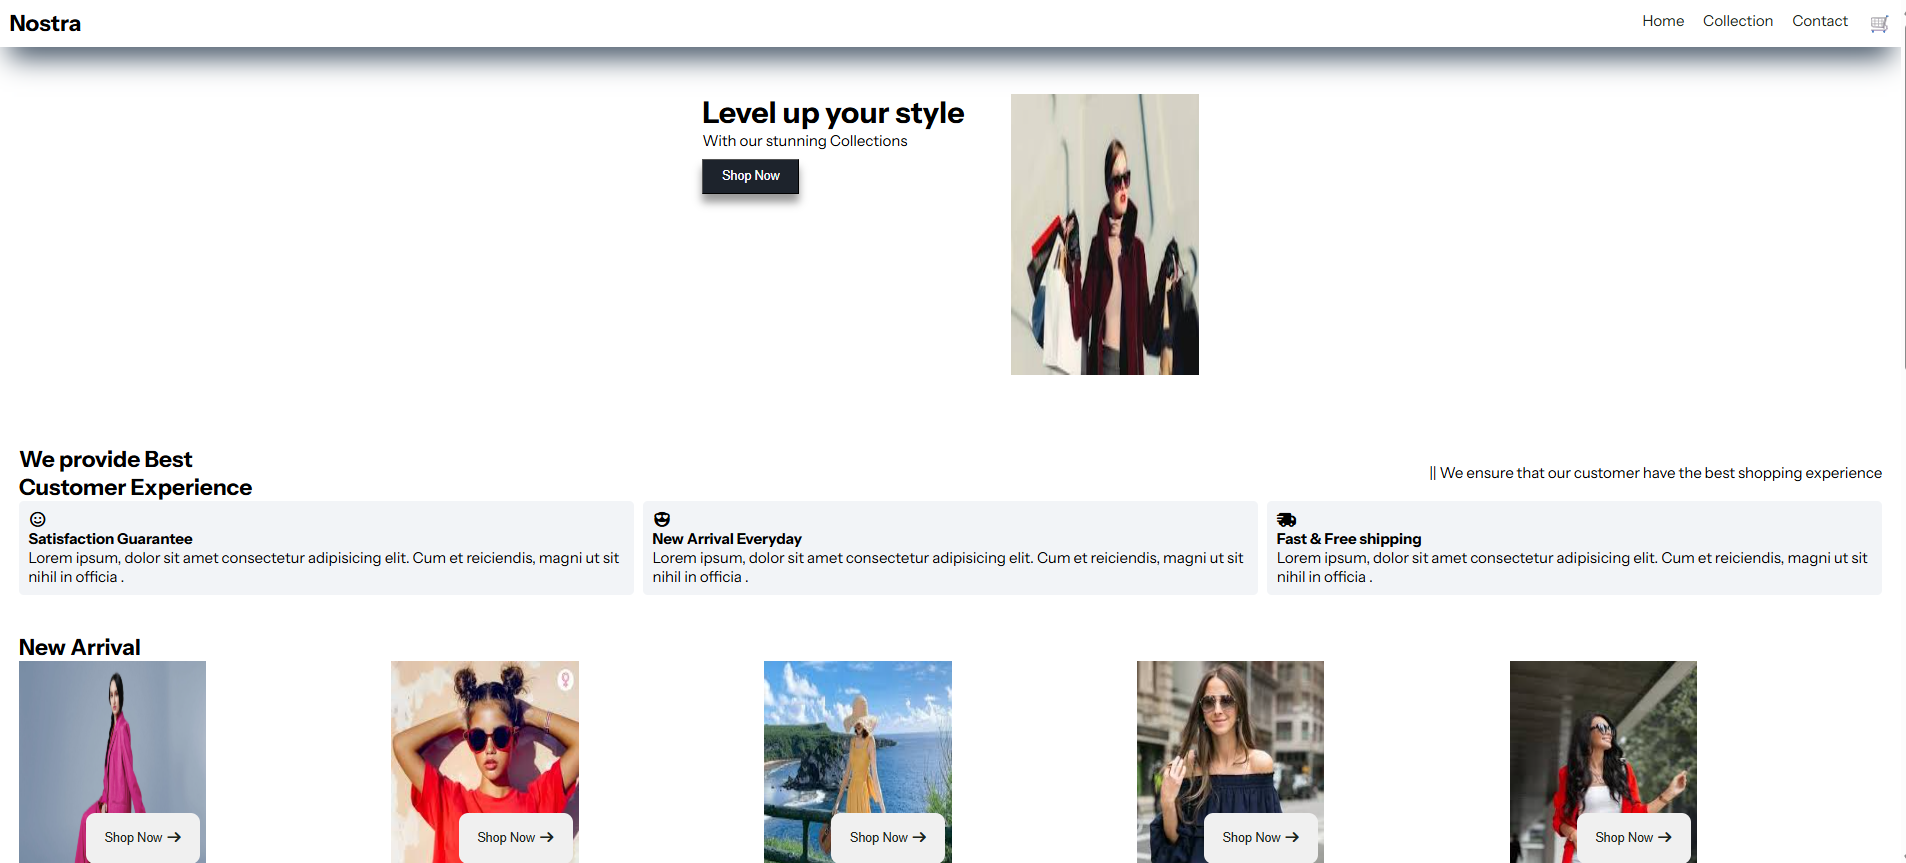 Nostra
Home Collection Contact
Level up your style
With our stunning Collections
Shop Now
We provide Best
Customer Experience
|| We ensure that our customer have the best shopping experience
Satisfaction Guarantee
Lorem ipsum, dolor sit amet consectetur adipisicing elit. Cum et reiciendis, magni ut sit
nihil in officia .
New Arrival Everyday
Lorem ipsum, dolor sit amet consectetur adipisicing elit. Cum et reiciendis, magni ut sit
nihil in officia .
Fast & Free shipping
Lorem ipsum, dolor sit amet consectetur adipisicing elit. Cum et reiciendis, magni ut sit
nihil in officia .
New Arrival
Shop Now →
Shop Now →
Shop Now →
Shop Now →
Shop Now →